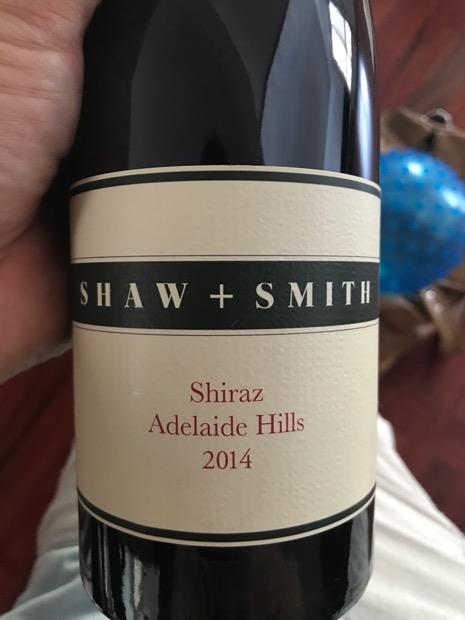 SHAW + SMITH
Shiraz
Adelaide Hills
2014